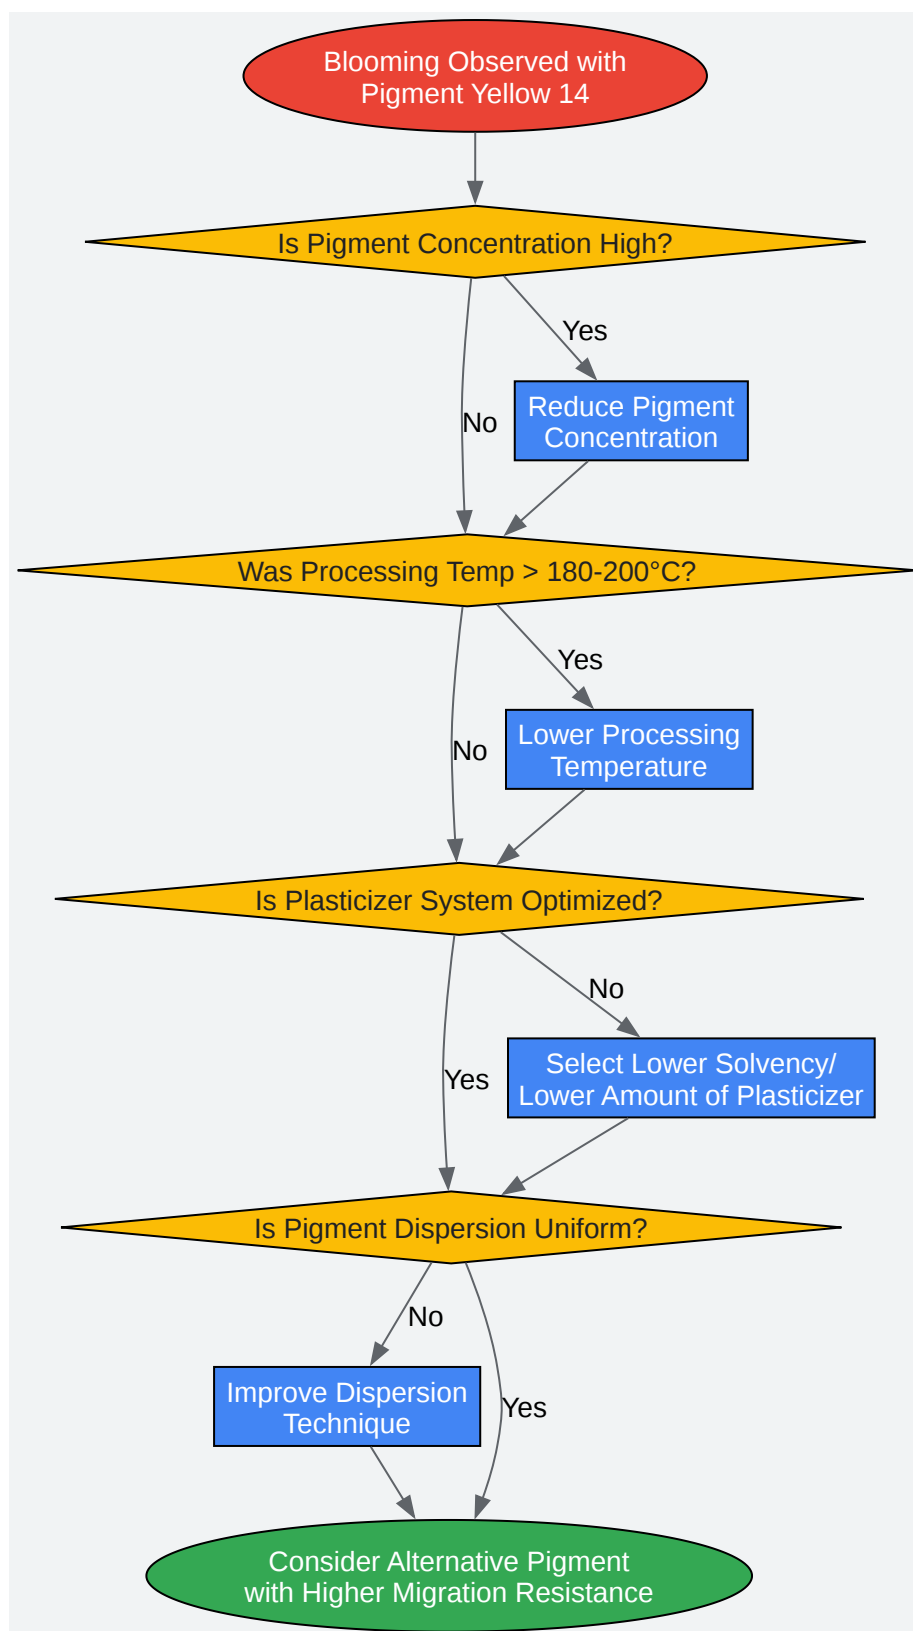 Blooming Observed with
Pigment Yellow 14
Is Pigment Concentration High?
Yes
No
Reduce Pigment
Concentration
Was Processing Temp > 180-200°C?
Yes
No
Lower Processing
Temperature
Is Plasticizer System Optimized?
No
Yes
Select Lower Solvency/
Lower Amount of Plasticizer
Is Pigment Dispersion Uniform?
No
Yes
Improve Dispersion
Technique
Consider Alternative Pigment
with Higher Migration Resistance